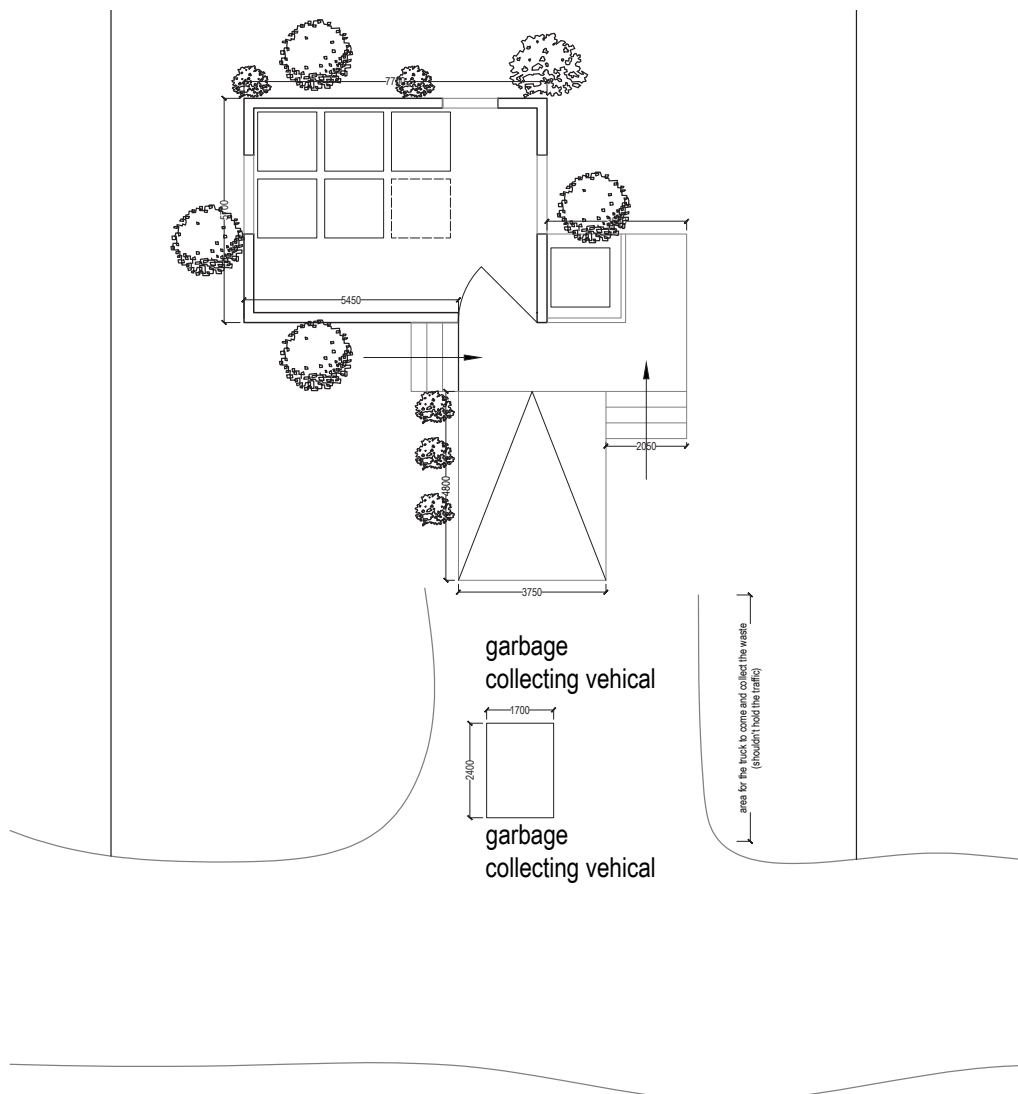 5450
2050
4800
3750
garbage
collecting vehical
area for the truck to come and collect the waste
(shouldn't hold the traffic)
1700
2400
garbage
collecting vehical